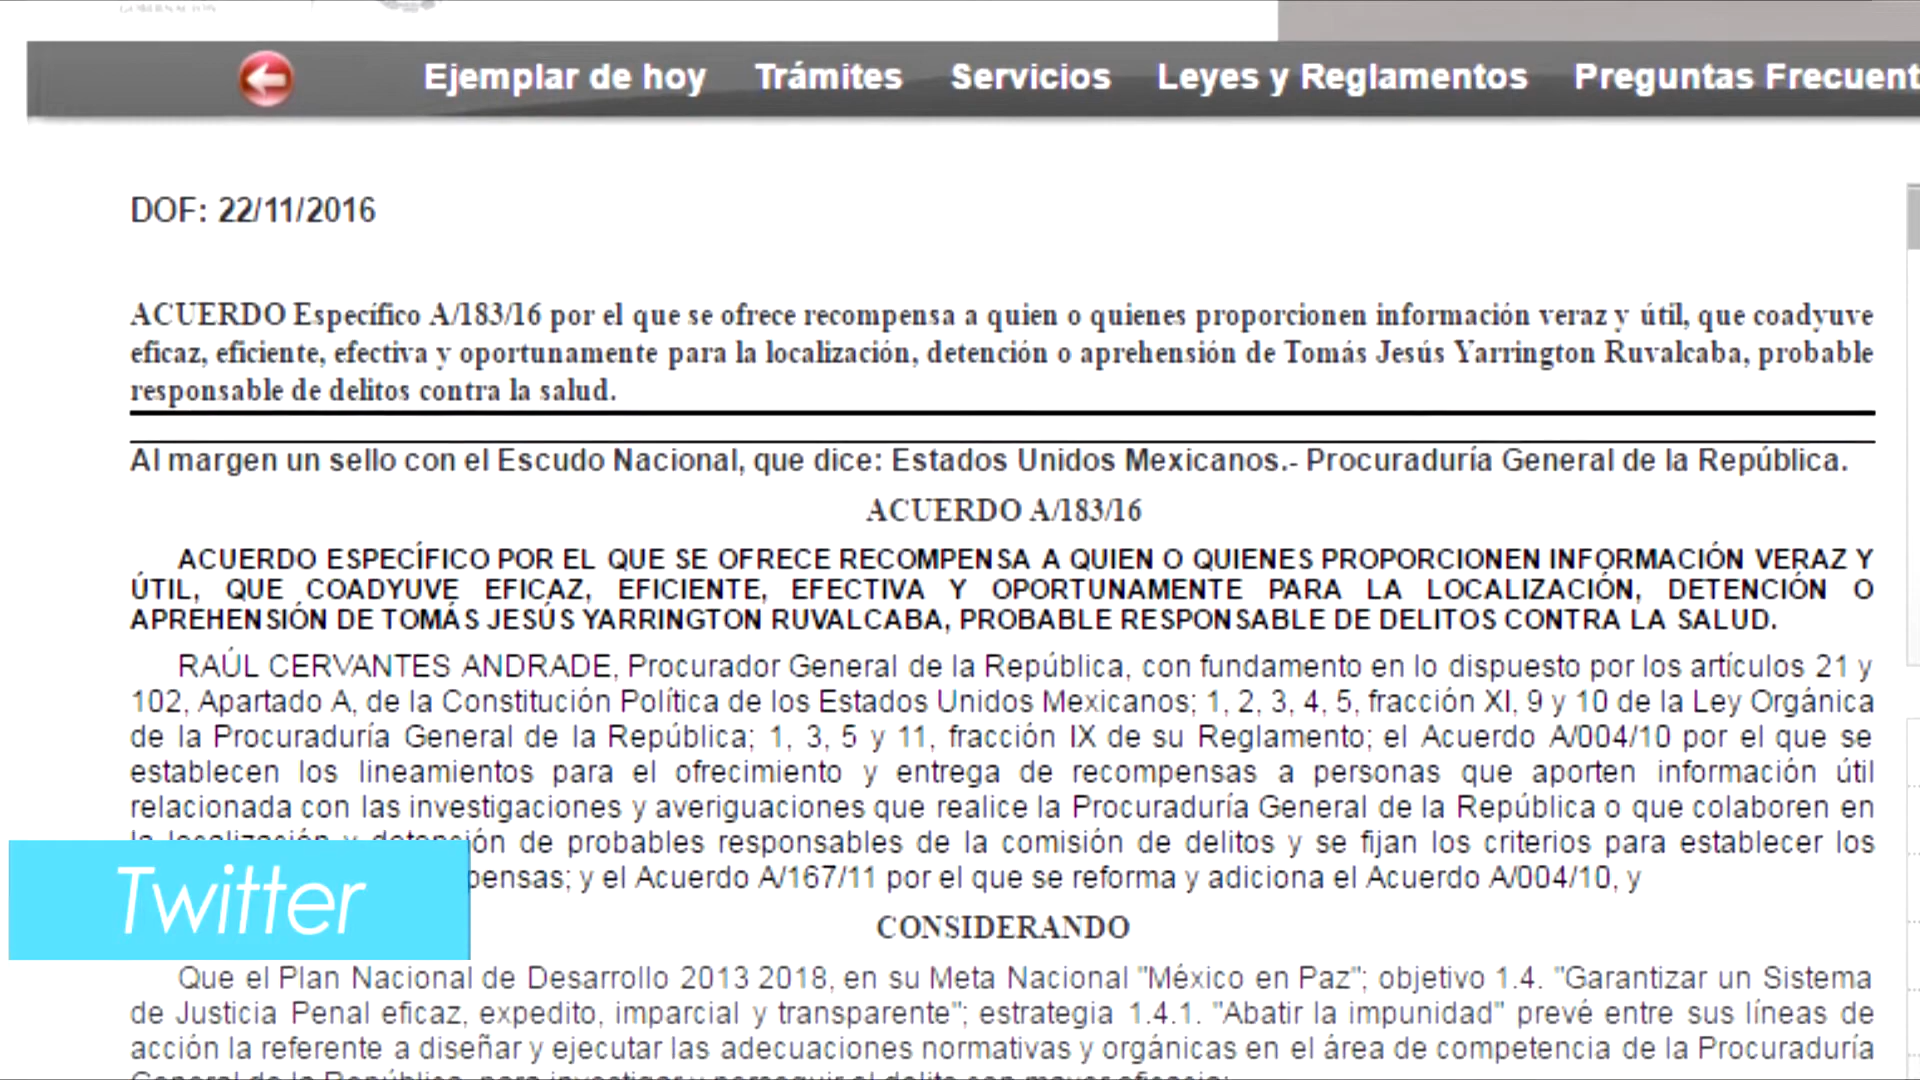 Ejemplar de hoy Trámites Servicios Leyes y Reglamentos Preguntas Frecuent
DOF: 22/11/2016
ACUERDO Específico A/183/16 por el que se ofrece recompensa a quien o quienes proporcionen información veraz y útil, que coadyuve
eficaz, eficiente, efectiva y oportunamente para la localización, detención o aprehensión de Tomás Jesús Yarrington Ruvalcaba, probable
responsable de delitos contra la salud.
Al margen un sello con el Escudo Nacional, que dice: Estados Unidos Mexicanos.- Procuraduría General de la República.
ACUERDO A/183/16
ACUERDO ESPECÍFICO POR EL QUE SE OFRECE RECOMPENSA A QUIEN O QUIENES PROPORCIONEN INFORMACIÓN VERAZ Y
ÚTIL, QUE COADYUVE EFICAZ, EFICIENTE, EFECTIVA Y OPORTUNAMENTE PARA LA LOCALIZACIÓN, DETENCIÓN O
APREHENSIÓN DE TOMÁS JESÚS YARRINGTON RUVALCABA, PROBABLE RESPONSABLE DE DELITOS CONTRA LA SALUD.
RAÚL CERVANTES ANDRADE, Procurador General de la República, con fundamento en lo dispuesto por los artículos 21 y
102, Apartado A, de la Constitución Política de los Estados Unidos Mexicanos; 1, 2, 3, 4, 5, fracción XI, 9 y 10 de la Ley Orgánica
de la Procuraduría General de la República; 1, 3, 5 y 11, fracción IX de su Reglamento; el Acuerdo A/004/10 por el que se
establecen los lineamientos para el ofrecimiento y entrega de recompensas a personas que aporten información útil
relacionada con las investigaciones y averiguaciones que realice la Procuraduría General de la República o que colaboren en
la localización y detención de probables responsables de la comisión de delitos y se fijan los criterios para establecer los
pensas; y el Acuerdo A/167/11 por el que se reforma y adiciona el Acuerdo A/004/10, y
Twitter
CONSIDERANDO
Que el Plan Nacional de Desarrollo 2013 2018, en su Meta Nacional "México en Paz"; objetivo 1.4. "Garantizar un Sistema
de Justicia Penal eficaz, expedito, imparcial y transparente"; estrategia 1.4.1. "Abatir la impunidad" prevé entre sus líneas de
acción la referente a diseñar y ejecutar las adecuaciones normativas y orgánicas en el área de competencia de la Procuraduría
General de la República, para investigar y perseguir el delito con mayor eficacia;